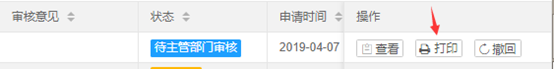 审核意见 状态 申请时间 操作
待主管部门审核 2019-04-07 查看 打印 撤回